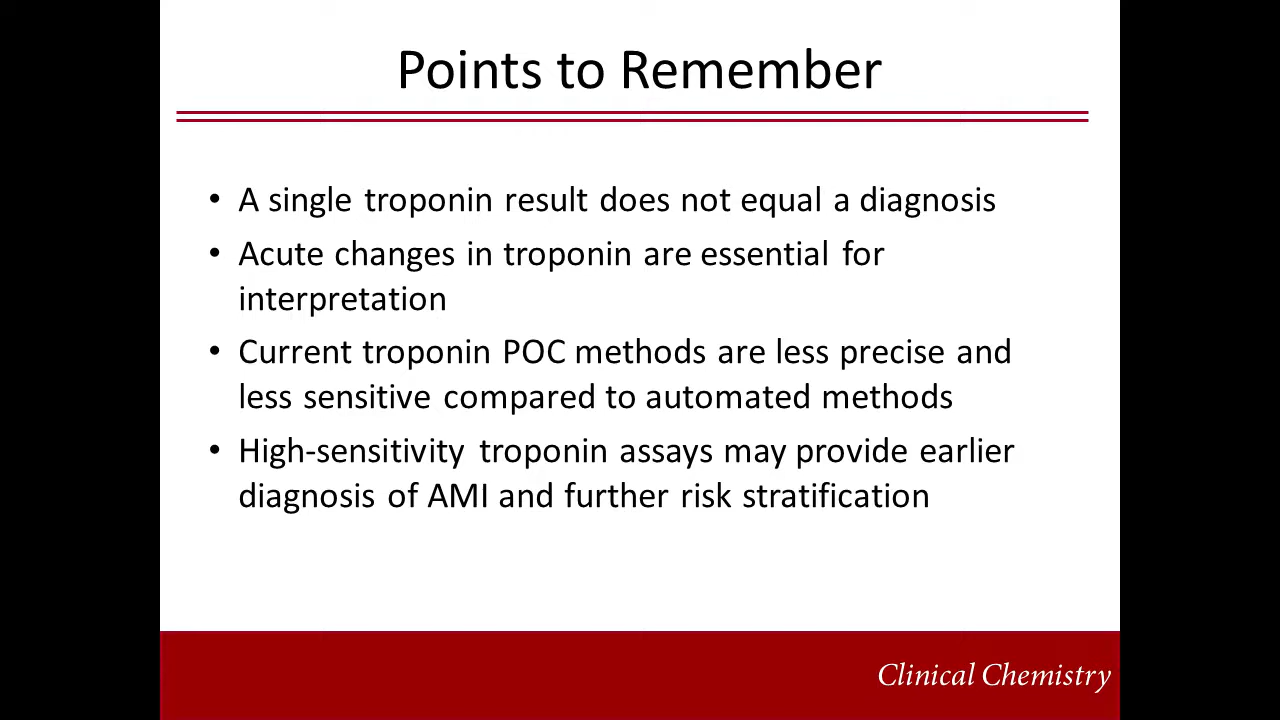 Points to Remember
• A single troponin result does not equal a diagnosis
• Acute changes in troponin are essential for
interpretation
• Current troponin POC methods are less precise and
less sensitive compared to automated methods
• High-sensitivity troponin assays may provide earlier
diagnosis of AMI and further risk stratification
Clinical Chemistry